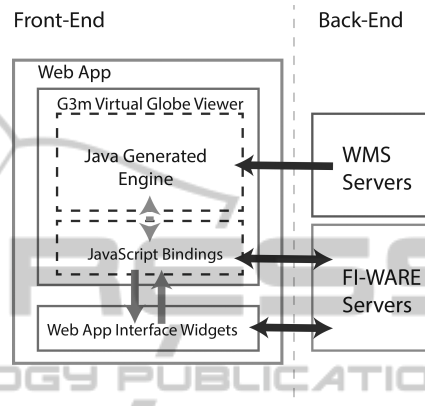 Front-End
Back-End
Web App
G3m Virtual Globe Viewer
Java Generated
Engine
WMS
Servers
JavaScript Bindings
FI-WARE
Servers
Web App Interface Widgets
PUBLICATIO